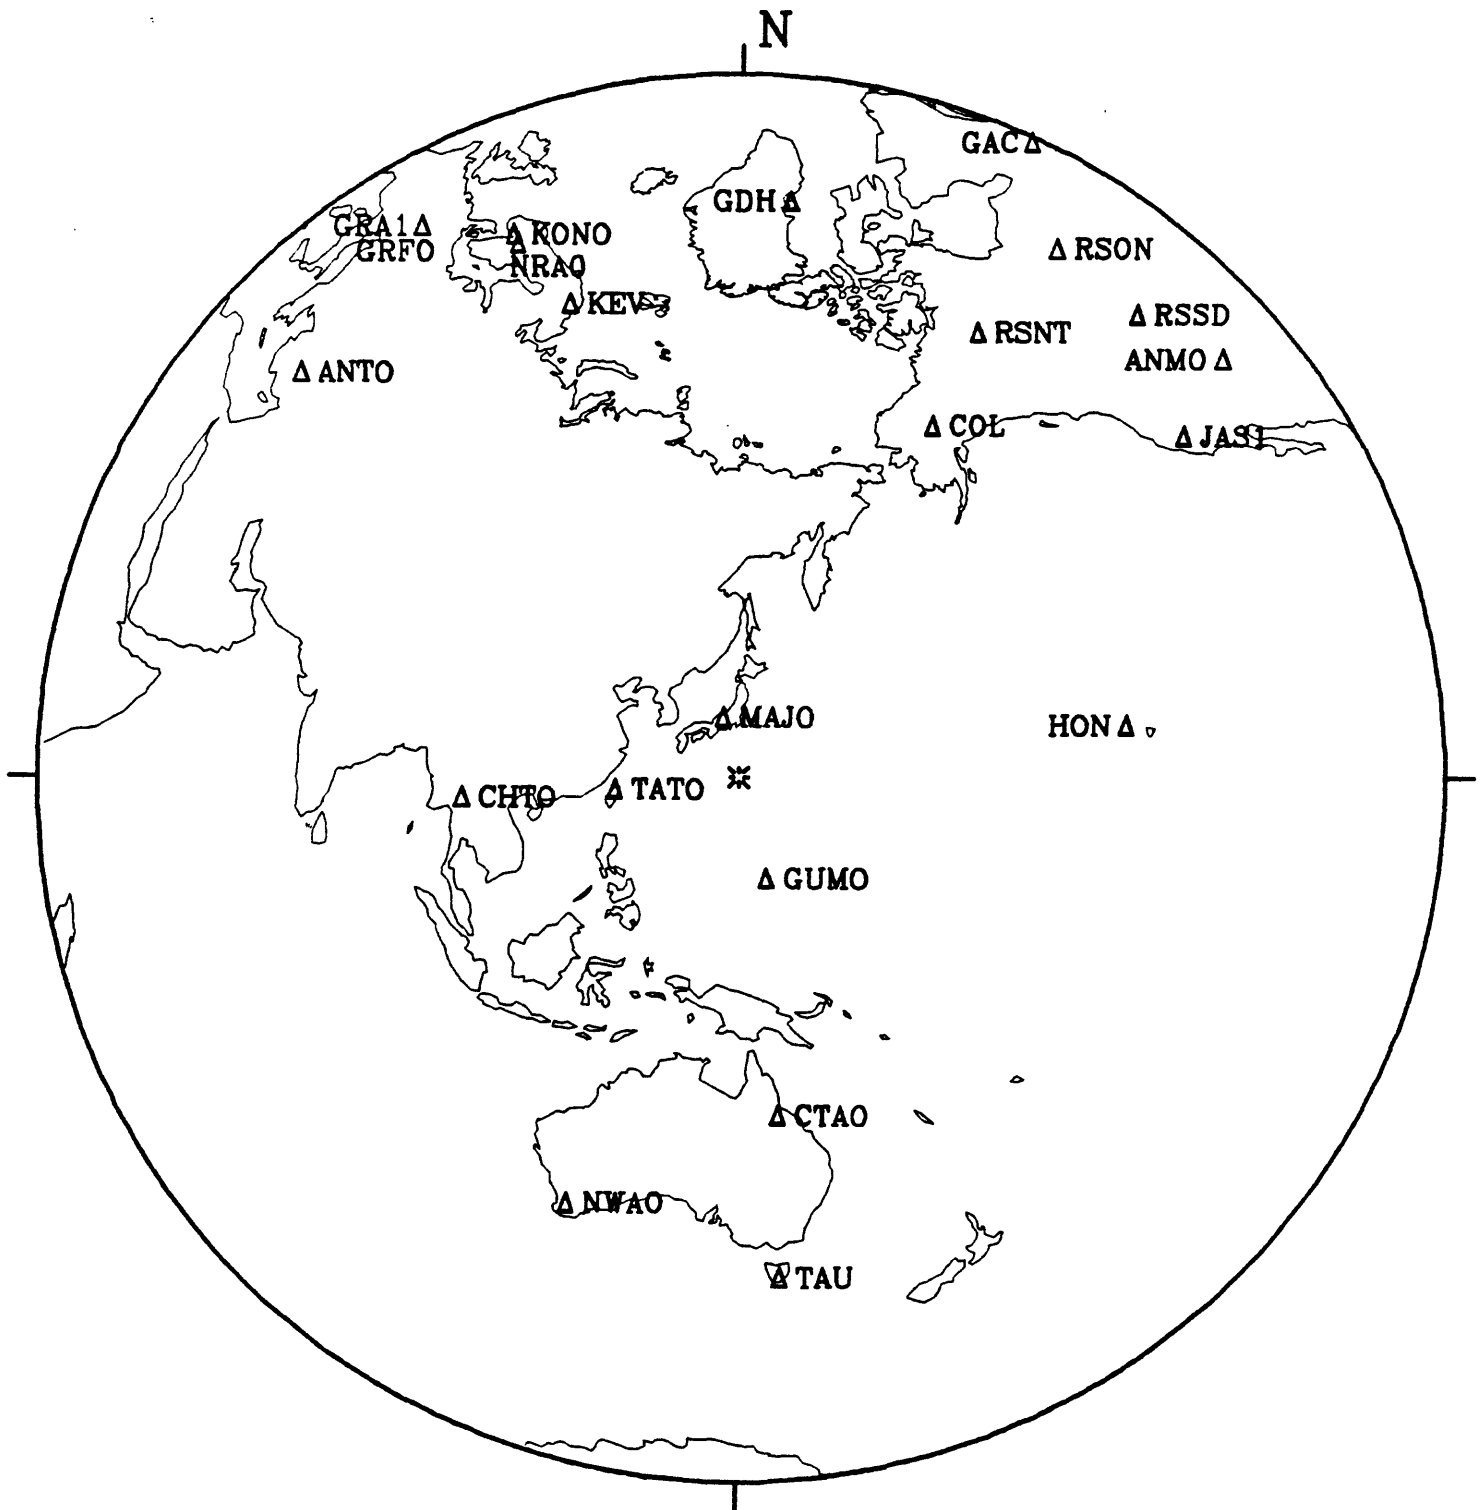 N
GAC
GDH
GRA1
KONO
GRFO
RSON
NRAO
KEV
RSSD
RSNT
ANMO
ANTO
COL
JAS1
MAJO
HON
TATO
CHTO
GUMO
CTAO
NWAO
TAU